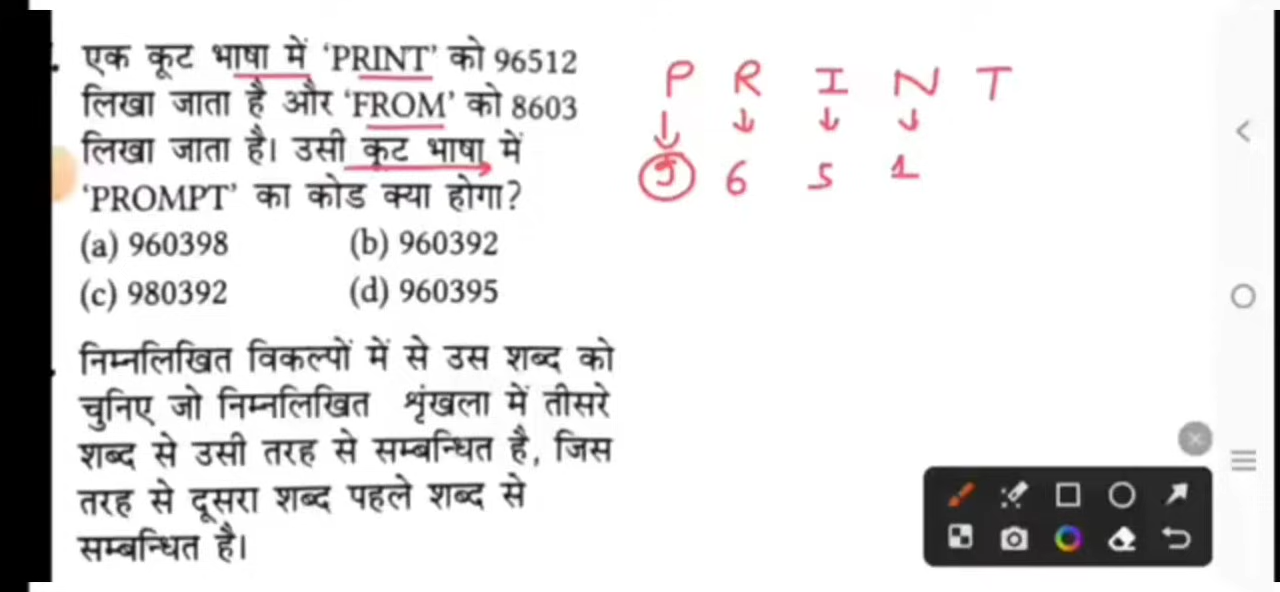 एक कूट भाषा में ‘PRINT’ को 96512
लिखा जाता है और ‘FROM’ को 8603
लिखा जाता है। उसी कूट भाषा में
‘PROMPT’ का कोड क्या होगा?
(a) 960398 (b) 960392
(c) 980392 (d) 960395
निम्नलिखित विकल्पों में से उस शब्द को
चुनिए जो निम्नलिखित शृंखला में तीसरे
शब्द से उसी तरह से सम्बन्धित है, जिस
तरह से दूसरा शब्द पहले शब्द से
सम्बन्धित है।
P R I N T
9 6 5 1